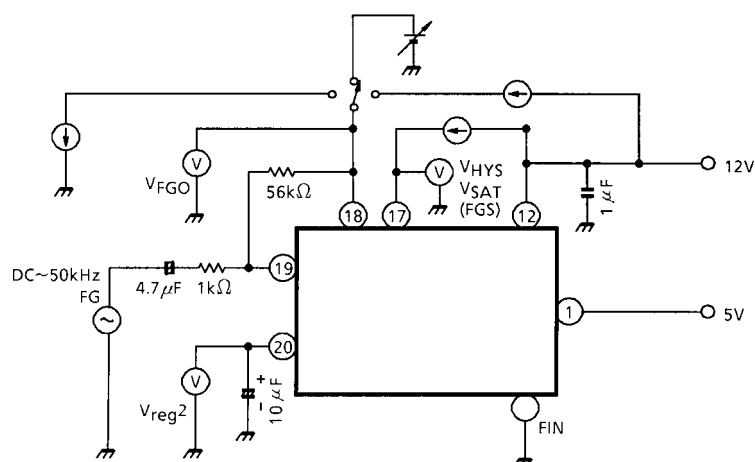 VFGO
56kΩ
VHYS
VSAT
(FGS)
12V
1μF
18
17
12
DC~50kHz
FG
4.7μF
1kΩ
19
1
5V
20
Vreg2
+
−
10μF
FIN